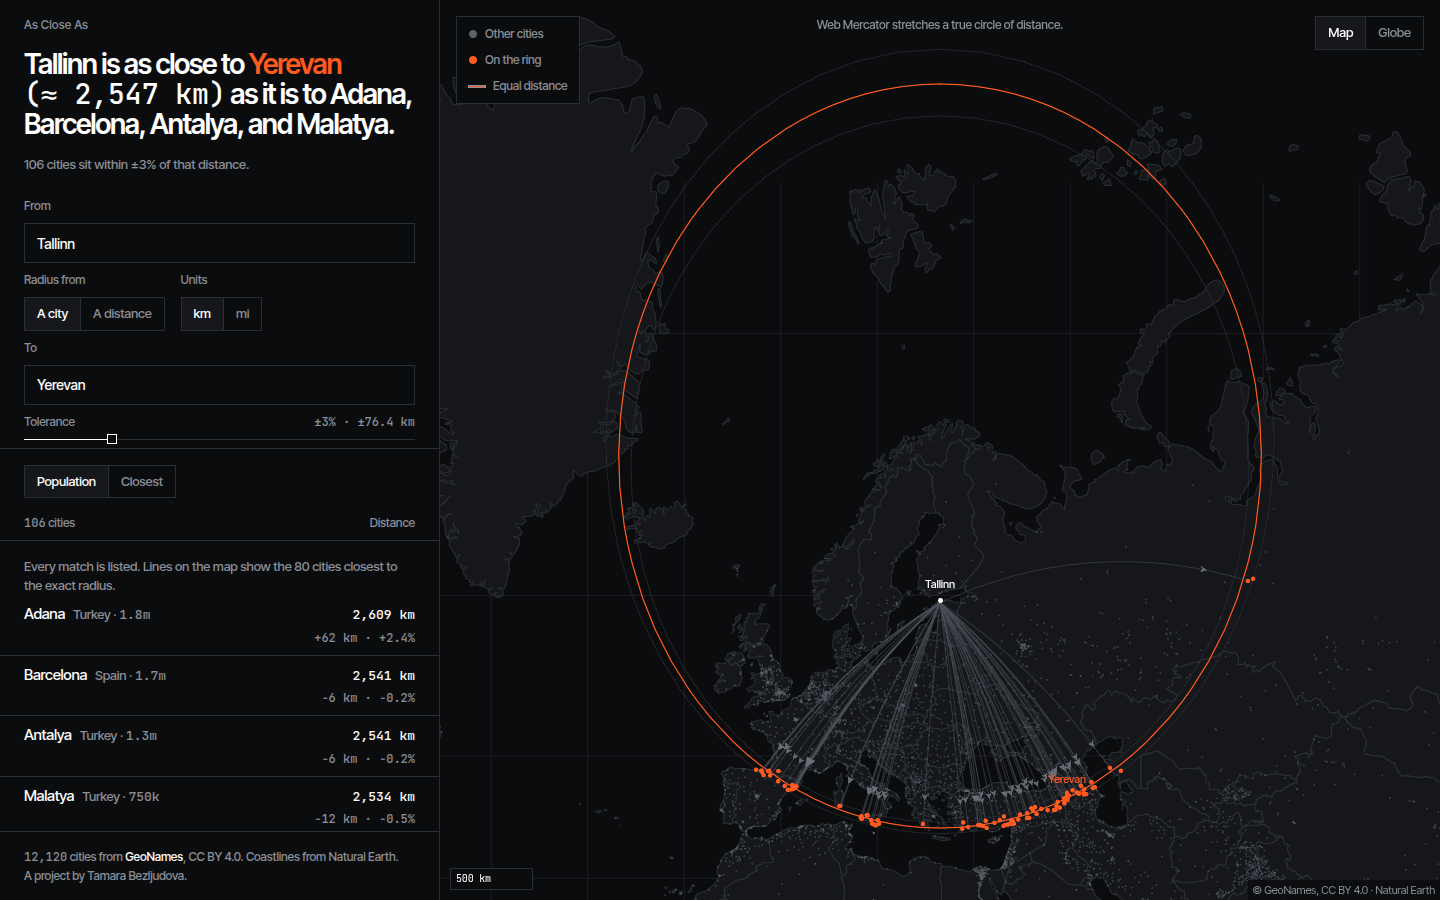 As Close As
Tallinn is as close to Yerevan
(≈ 2,547 km) as it is to Adana,
Barcelona, Antalya, and Malatya.
106 cities sit within ±3% of that distance.
From
Tallinn
Radius from Units
A city A distance km mi
To
Yerevan
Tolerance ±3% · ±76.4 km
Population Closest
106 cities Distance
Every match is listed. Lines on the map show the 80 cities closest to
the exact radius.
Adana Turkey · 1.8m 2,609 km
+62 km · +2.4%
Barcelona Spain · 1.7m 2,541 km
-6 km · -0.2%
Antalya Turkey · 1.3m 2,541 km
-6 km · -0.2%
Malatya Turkey · 750k 2,534 km
-12 km · -0.5%
12,120 cities from GeoNames, CC BY 4.0. Coastlines from Natural Earth.
A project by Tamara Bezljudova.
Other cities
On the ring
Equal distance
Web Mercator stretches a true circle of distance.
Map Globe
Tallinn
Yerevan
500 km
© GeoNames, CC BY 4.0 · Natural Earth